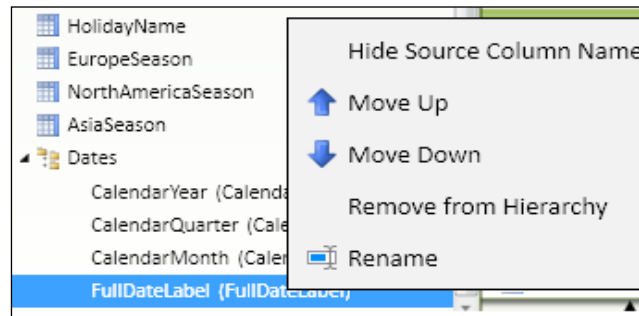 HolidayName
EuropeSeason
NorthAmericaSeason
AsiaSeason
Dates
CalendarYear (Calenda
CalendarQuarter (Cale
CalendarMonth (Caler
FullDateLabel (FullDateLabel)
Hide Source Column Name
Move Up
Move Down
Remove from Hierarchy
Rename